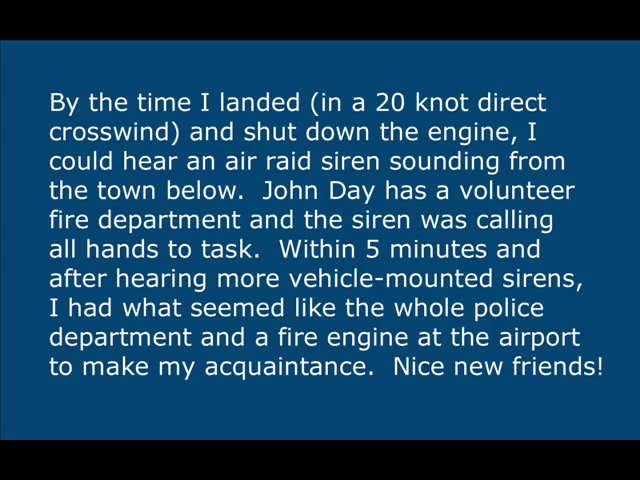 By the time I landed (in a 20 knot direct
crosswind) and shut down the engine, I
could hear an air raid siren sounding from
the town below.  John Day has a volunteer
fire department and the siren was calling
all hands to task.  Within 5 minutes and
after hearing more vehicle-mounted sirens,
I had what seemed like the whole police
department and a fire engine at the airport
to make my acquaintance.  Nice new friends!